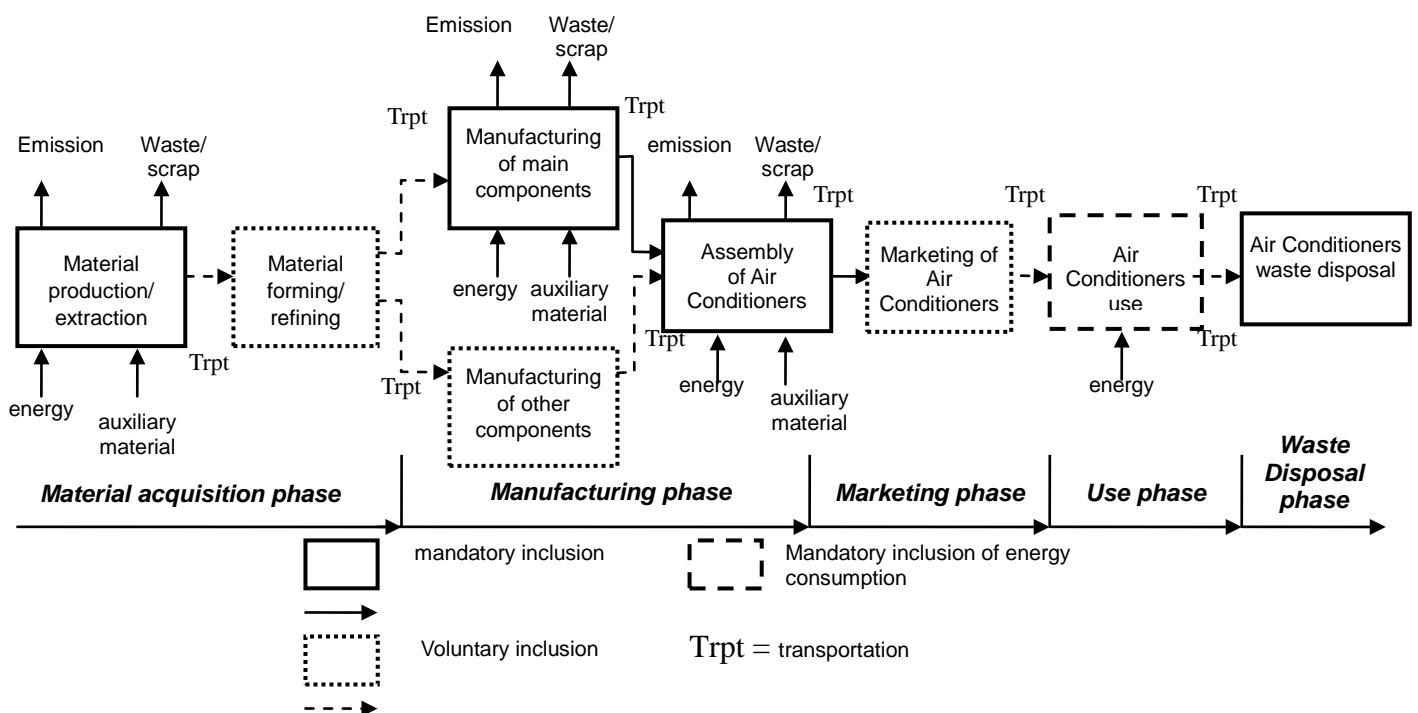 Emission
Waste/
scrap
Trpt
Trpt
Manufacturing
of main
components
Emission
Waste/
scrap
emission
Waste/
scrap
Trpt
Trpt
Trpt
Material
production/
extraction
Material
forming/
refining
energy
auxiliary
material
Assembly
of Air
Conditioners
Marketing of
Air
Conditioners
Air
Conditioners
use
Air Conditioners
waste disposal
Trpt
Trpt
Trpt
Trpt
energy
auxiliary
material
Manufacturing
of other
components
energy
auxiliary
material
energy
Material acquisition phase
Manufacturing phase
Marketing phase
Use phase
Waste
Disposal
phase
mandatory inclusion
Mandatory inclusion of energy
consumption
Voluntary inclusion
Trpt = transportation